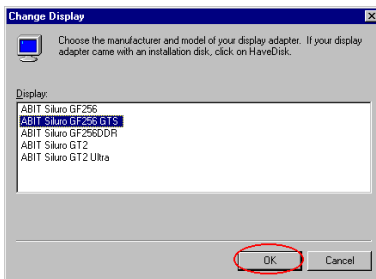 Change Display
Choose the manufacturer and model of your display adapter. If your display
adapter came with an installation disk, click on HaveDisk.
Display:
ABIT Siluro GF256
ABIT Siluro GF256 GTS
ABIT Siluro GF256DDR
ABIT Siluro GT2
ABIT Siluro GT2 Ultra
OK Cancel